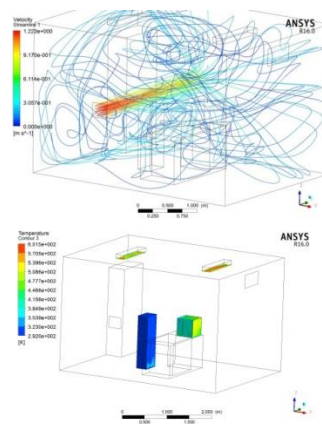 Velocity
Streamline 1
1.223e+000
9.170e-001
6.114e-001
3.057e-001
0.000e+000
[m s^-1]
ANSYS
R16.0
0 0.500 1.000 (m)
0.250 0.750
Temperature
Contour 3
6.015e+002
5.705e+002
5.396e+002
5.086e+002
4.777e+002
4.468e+002
4.158e+002
3.849e+002
3.539e+002
3.230e+002
2.920e+002
[K]
ANSYS
R16.0
0 1.000 2.000 (m)
0.500 1.500